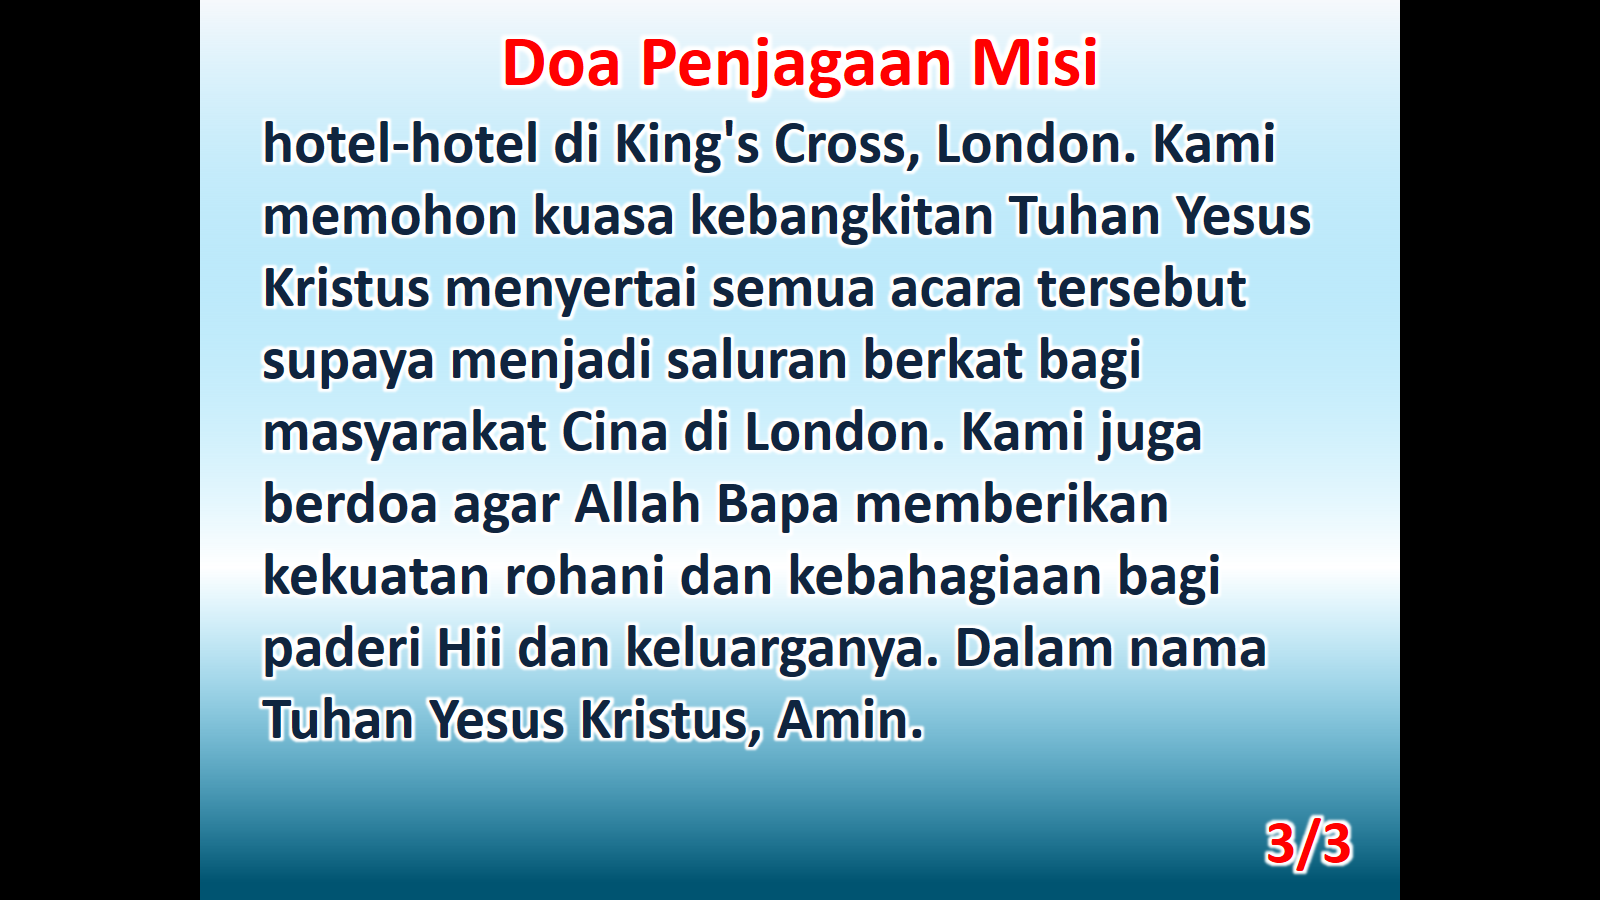 Doa Penjagaan Misi
hotel-hotel di King's Cross, London. Kami
memohon kuasa kebangkitan Tuhan Yesus
Kristus menyertai semua acara tersebut
supaya menjadi saluran berkat bagi
masyarakat Cina di London. Kami juga
berdoa agar Allah Bapa memberikan
kekuatan rohani dan kebahagiaan bagi
paderi Hii dan keluarganya. Dalam nama
Tuhan Yesus Kristus, Amin.
3/3